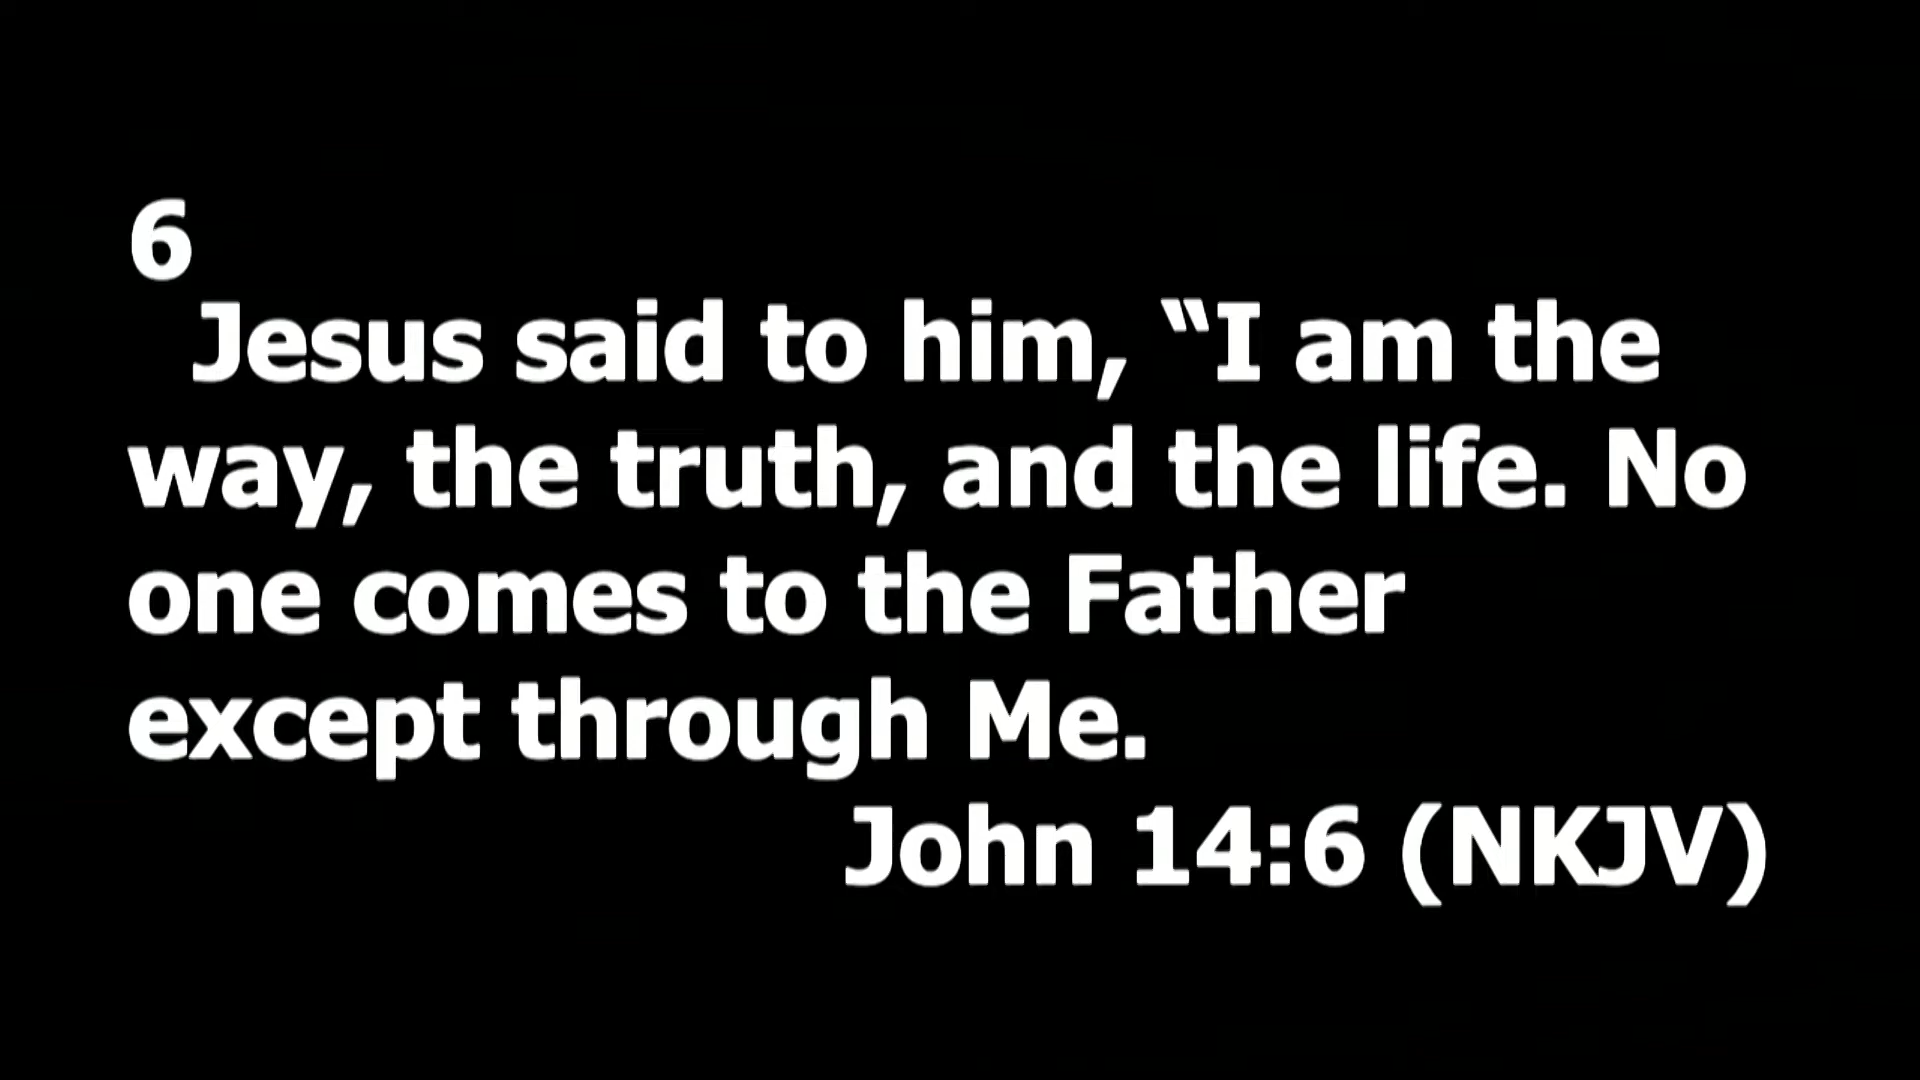 6
Jesus said to him, “I am the
way, the truth, and the life. No
one comes to the Father
except through Me.
John 14:6 (NKJV)